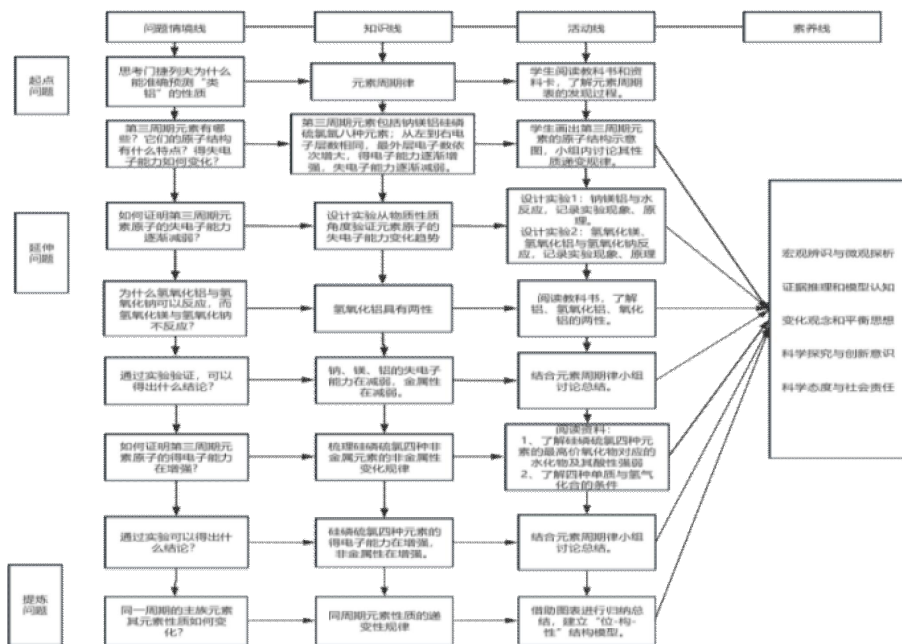 问题情境线
知识线
活动线
素养线
起点
问题
思考门捷列夫为什么
能准确预测“类
铝”的性质
元素周期律
学生阅读教科书和资
料卡,了解元素周期
表的发现过程。
第三周期元素有哪
些?它们的原子结构
有什么特点?得失电
子能力如何变化?
第三周期元素包括钠镁铝硅磷
硫氯氩八种元素;从左到右电
子层数相同,最外层电子数依
次增大,得电子能力逐渐增
强,失电子能力逐渐减弱。
学生画出第三周期元素
的原子结构示意
图,小组内讨论其性
质递变规律。
延伸
问题
如何证明第三周期元
素原子的失电子能力
逐渐减弱?
设计实验从物质性质
角度验证元素原子的
失电子能力变化趋势
设计实验1:钠镁铝与水
反应,记录实验现象、原
理。
设计实验2:氢氧化镁、
氢氧化铝与氢氧化钠反
应,记录实验现象、原理
为什么氢氧化铝与氢
氧化钠可以反应,而
氢氧化镁与氢氧化钠
不反应?
氢氧化铝具有两性
阅读教科书,了解
铝、氢氧化铝、氧化
铝的两性。
通过实验验证,可以
得出什么结论?
钠、镁、铝的失电子
能力在减弱,金属性
在减弱。
结合元素周期律小组
讨论总结。
如何证明第三周期元
素原子的得电子能力
在增强?
梳理硅磷硫氯四种非
金属元素的非金属性
变化规律
阅读资料:
1、了解硅磷硫氯四种元
素的最高价氧化物对应的
水化物及其酸性强弱
2、了解四种单质与氢气
化合的条件
通过实验可以得出什
么结论?
硅磷硫氯四种元素的
得电子能力在增强,
非金属性在增强。
结合元素周期律小组
讨论总结。
提炼
问题
同一周期的主族元素
其元素性质如何变
化?
同周期元素性质的递
变性规律
借助图表进行归纳总
结,建立“位-构-
性”结构模型。
宏观辨识与微观探析
证据推理和模型认知
变化观念和平衡思想
科学探究与创新意识
科学态度与社会责任